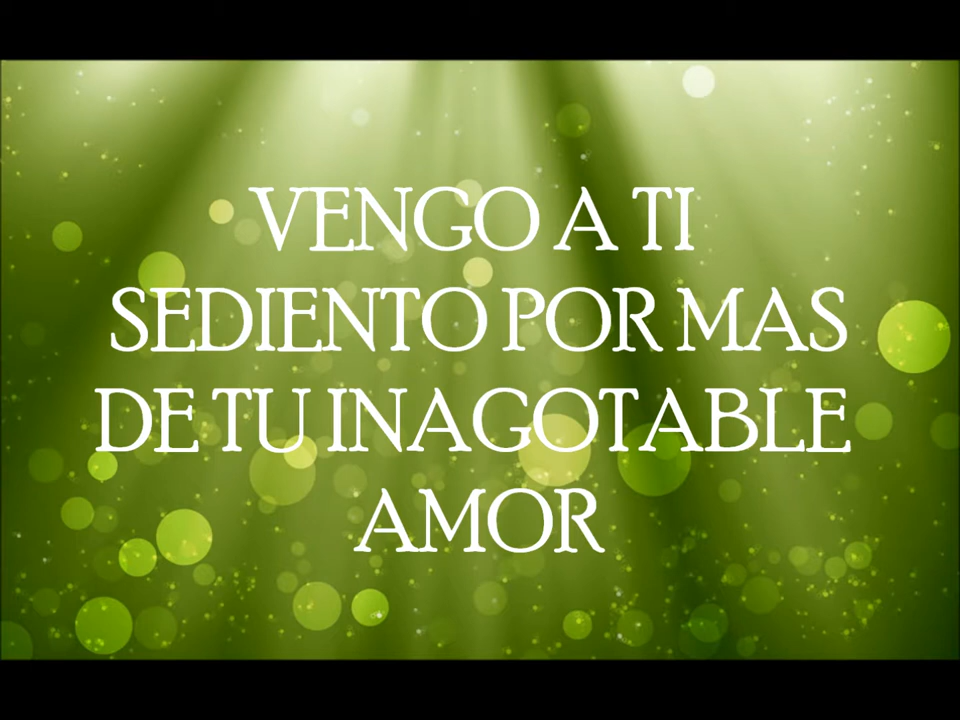 VENGO A TI
SEDIENTO POR MAS
DE TU INAGOTABLE
AMOR